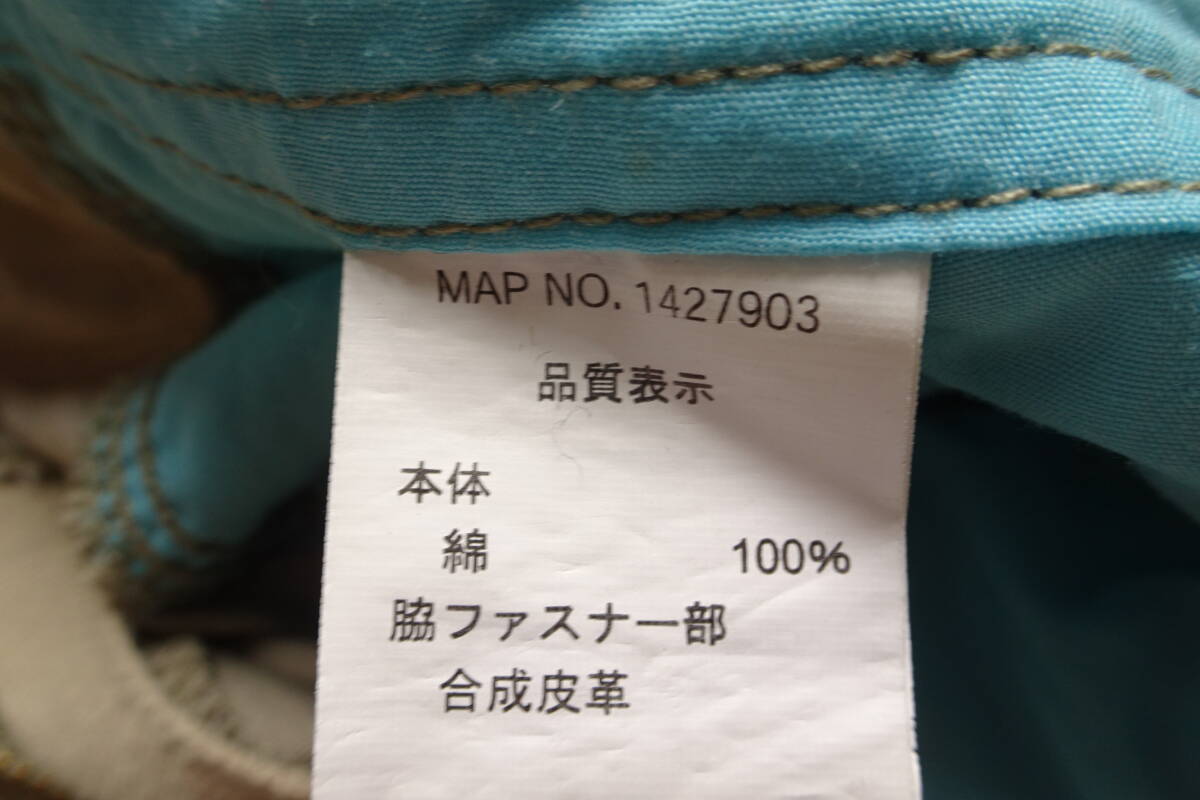 MAP NO. 1427903
品質表示
本体
綿 100%
脇ファスナー部
合成皮革